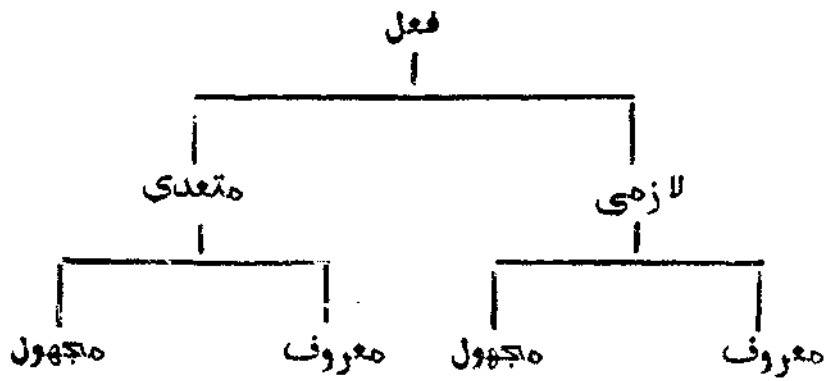 فعل
لازمی متعدی
معروف مجهول معروف مجهول